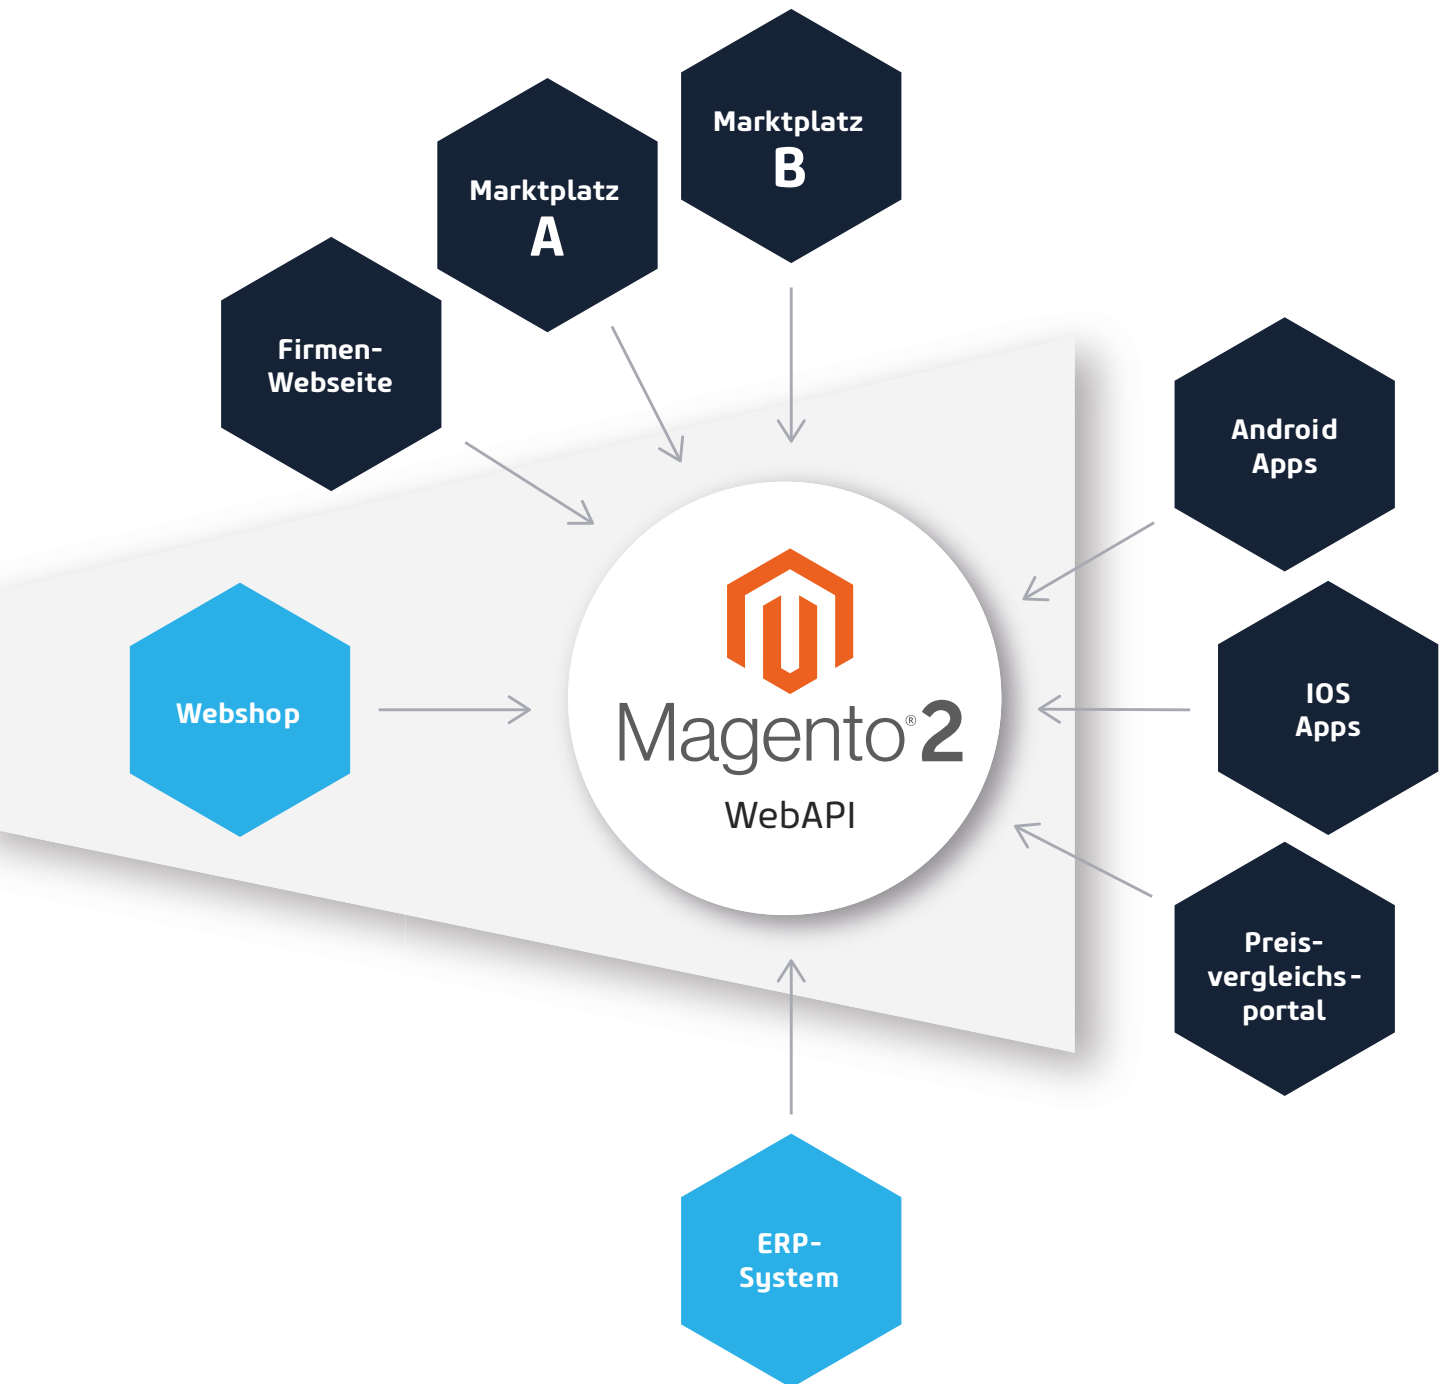 Marktplatz
B
Marktplatz
A
Firmen-
Webseite
Android
Apps
Webshop
Magento® 2
WebAPI
IOS
Apps
Preis-
vergleichs-
portal
ERP-
System